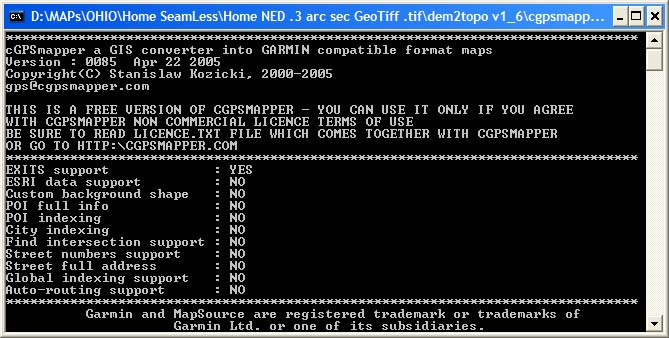 D:\MAPs\OHIO\Home SeamLess\Home NED .3 arc sec GeoTiff .tif\dem2topo v1_6\cgpsmapp...
*******************************************************************************
cGPSmapper a GIS converter into GARMIN compatible format maps
Version : 0085  Apr 22 2005
Copyright(C) Stanislaw Kozicki, 2000-2005
gps@cgpsmapper.com
THIS IS A FREE VERSION OF CGPSMAPPER - YOU CAN USE IT ONLY IF YOU AGREE
WITH CGPSMAPPER NON COMMERCIAL LICENCE TERMS OF USE
BE SURE TO READ LICENCE.TXT FILE WHICH COMES TOGETHER WITH CGPSMAPPER
OR GO TO HTTP:\CGPSMAPPER.COM
*******************************************************************************
EXITS support             : YES
ESRI data support         : NO
Custom background shape   : NO
POI full info             : NO
POI indexing              : NO
City indexing             : NO
Find intersection support : NO
Street numbers support    : NO
Street full address       : NO
Global indexing support   : NO
Auto-routing support      : NO
*******************************************************************************
Garmin and MapSource are registered trademark or trademarks of
Garmin Ltd. or one of its subsidiaries.